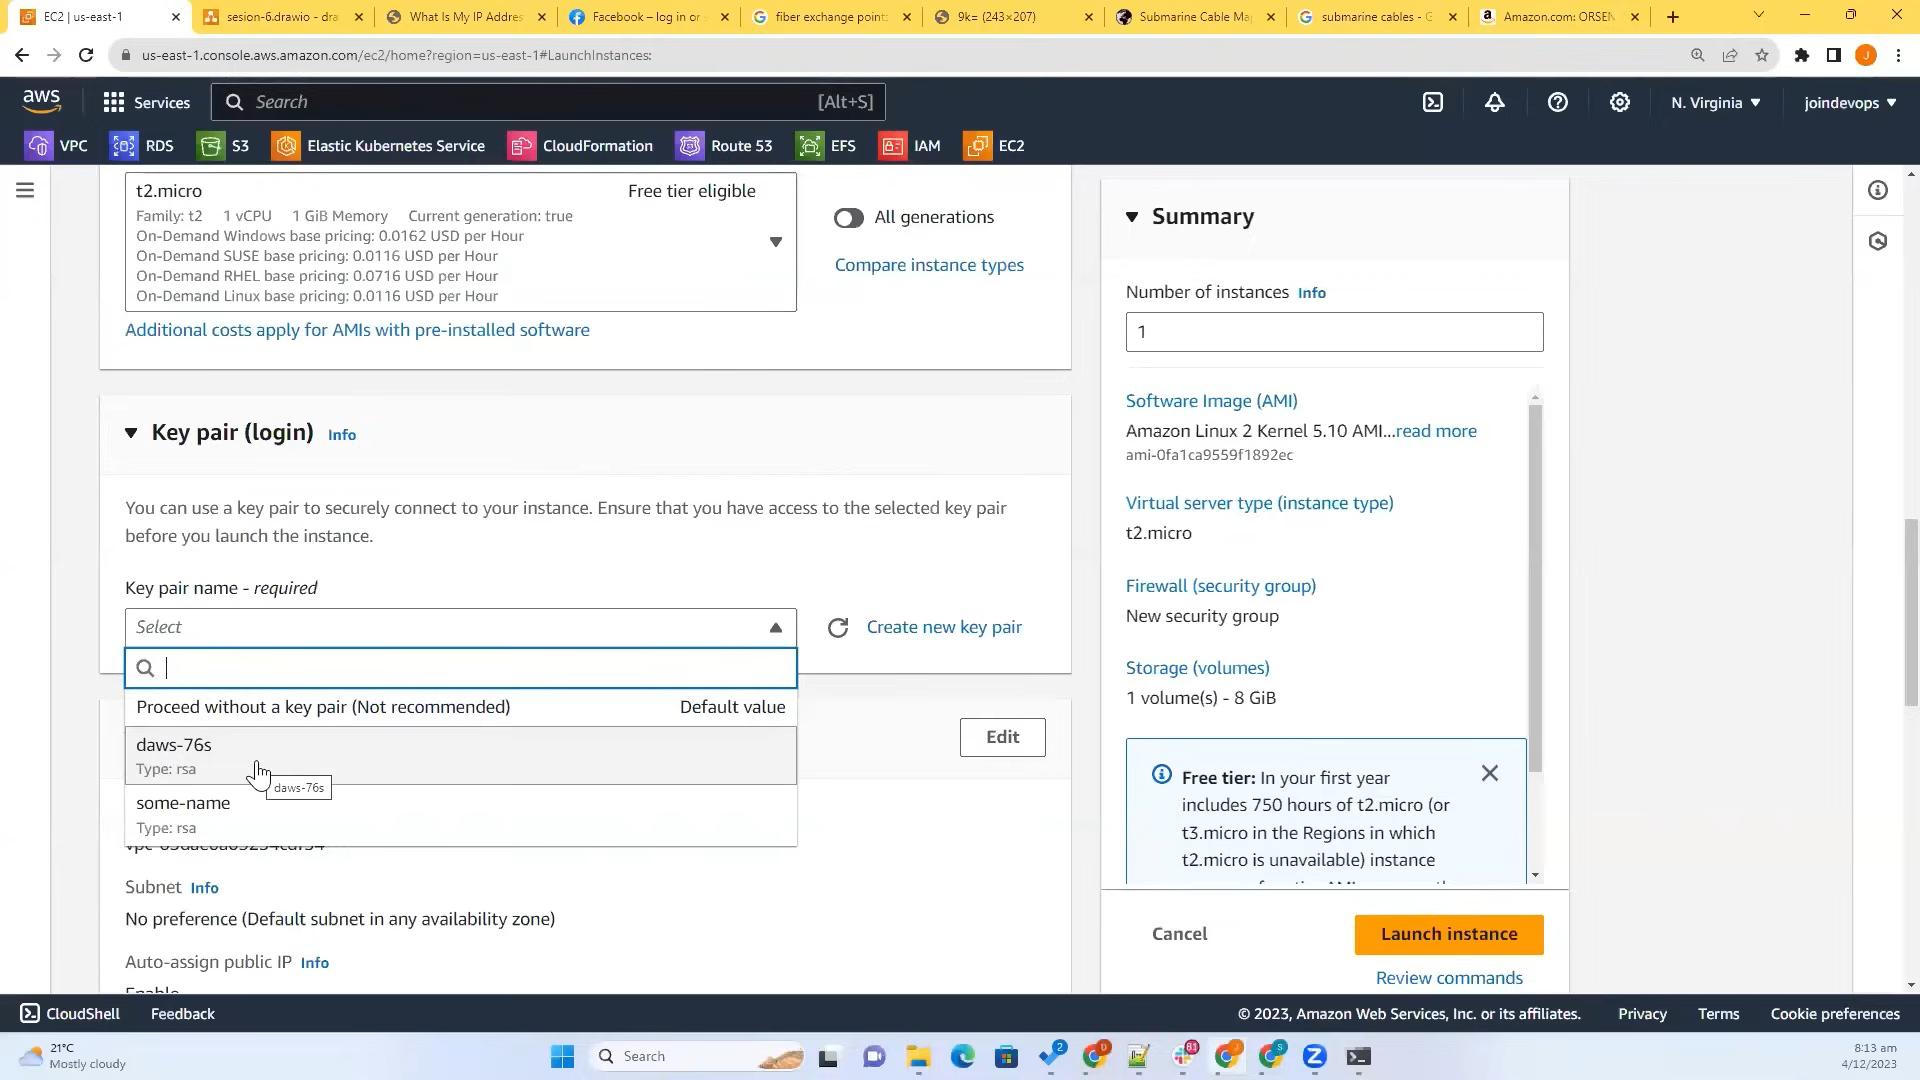 EC2 | us-east-1
sesion-6.drawio - dra
What Is My IP Addres
Facebook – log in or s
fiber exchange points
9k= (243×207)
Submarine Cable Ma
submarine cables - G
Amazon.com: ORSEN
us-east-1.console.aws.amazon.com/ec2/home?region=us-east-1#LaunchInstances:
J
aws
Services
Search
[Alt+S]
N. Virginia
joindevops
VPC
RDS
S3
Elastic Kubernetes Service
CloudFormation
Route 53
EFS
IAM
EC2
t2.micro
Free tier eligible
Family: t2 1 vCPU 1 GiB Memory Current generation: true
On-Demand Windows base pricing: 0.0162 USD per Hour
On-Demand SUSE base pricing: 0.0116 USD per Hour
On-Demand RHEL base pricing: 0.0716 USD per Hour
On-Demand Linux base pricing: 0.0116 USD per Hour
All generations
Compare instance types
Additional costs apply for AMIs with pre-installed software
Key pair (login) Info
You can use a key pair to securely connect to your instance. Ensure that you have access to the selected key pair
before you launch the instance.
Key pair name - required
Select
Create new key pair
Proceed without a key pair (Not recommended)
Default value
daws-76s
Type: rsa
daws-76s
some-name
Type: rsa
Edit
Subnet Info
No preference (Default subnet in any availability zone)
Auto-assign public IP Info
Enable
Summary
Number of instances Info
1
Software Image (AMI)
Amazon Linux 2 Kernel 5.10 AMI...read more
ami-0fa1ca9559f1892ec
Virtual server type (instance type)
t2.micro
Firewall (security group)
New security group
Storage (volumes)
1 volume(s) - 8 GiB
Free tier: In your first year
includes 750 hours of t2.micro (or
t3.micro in the Regions in which
t2.micro is unavailable) instance
Cancel
Launch instance
Review commands
CloudShell
Feedback
© 2023, Amazon Web Services, Inc. or its affiliates.
Privacy
Terms
Cookie preferences
21°C
Mostly cloudy
Search
2
81
8:13 am
4/12/2023